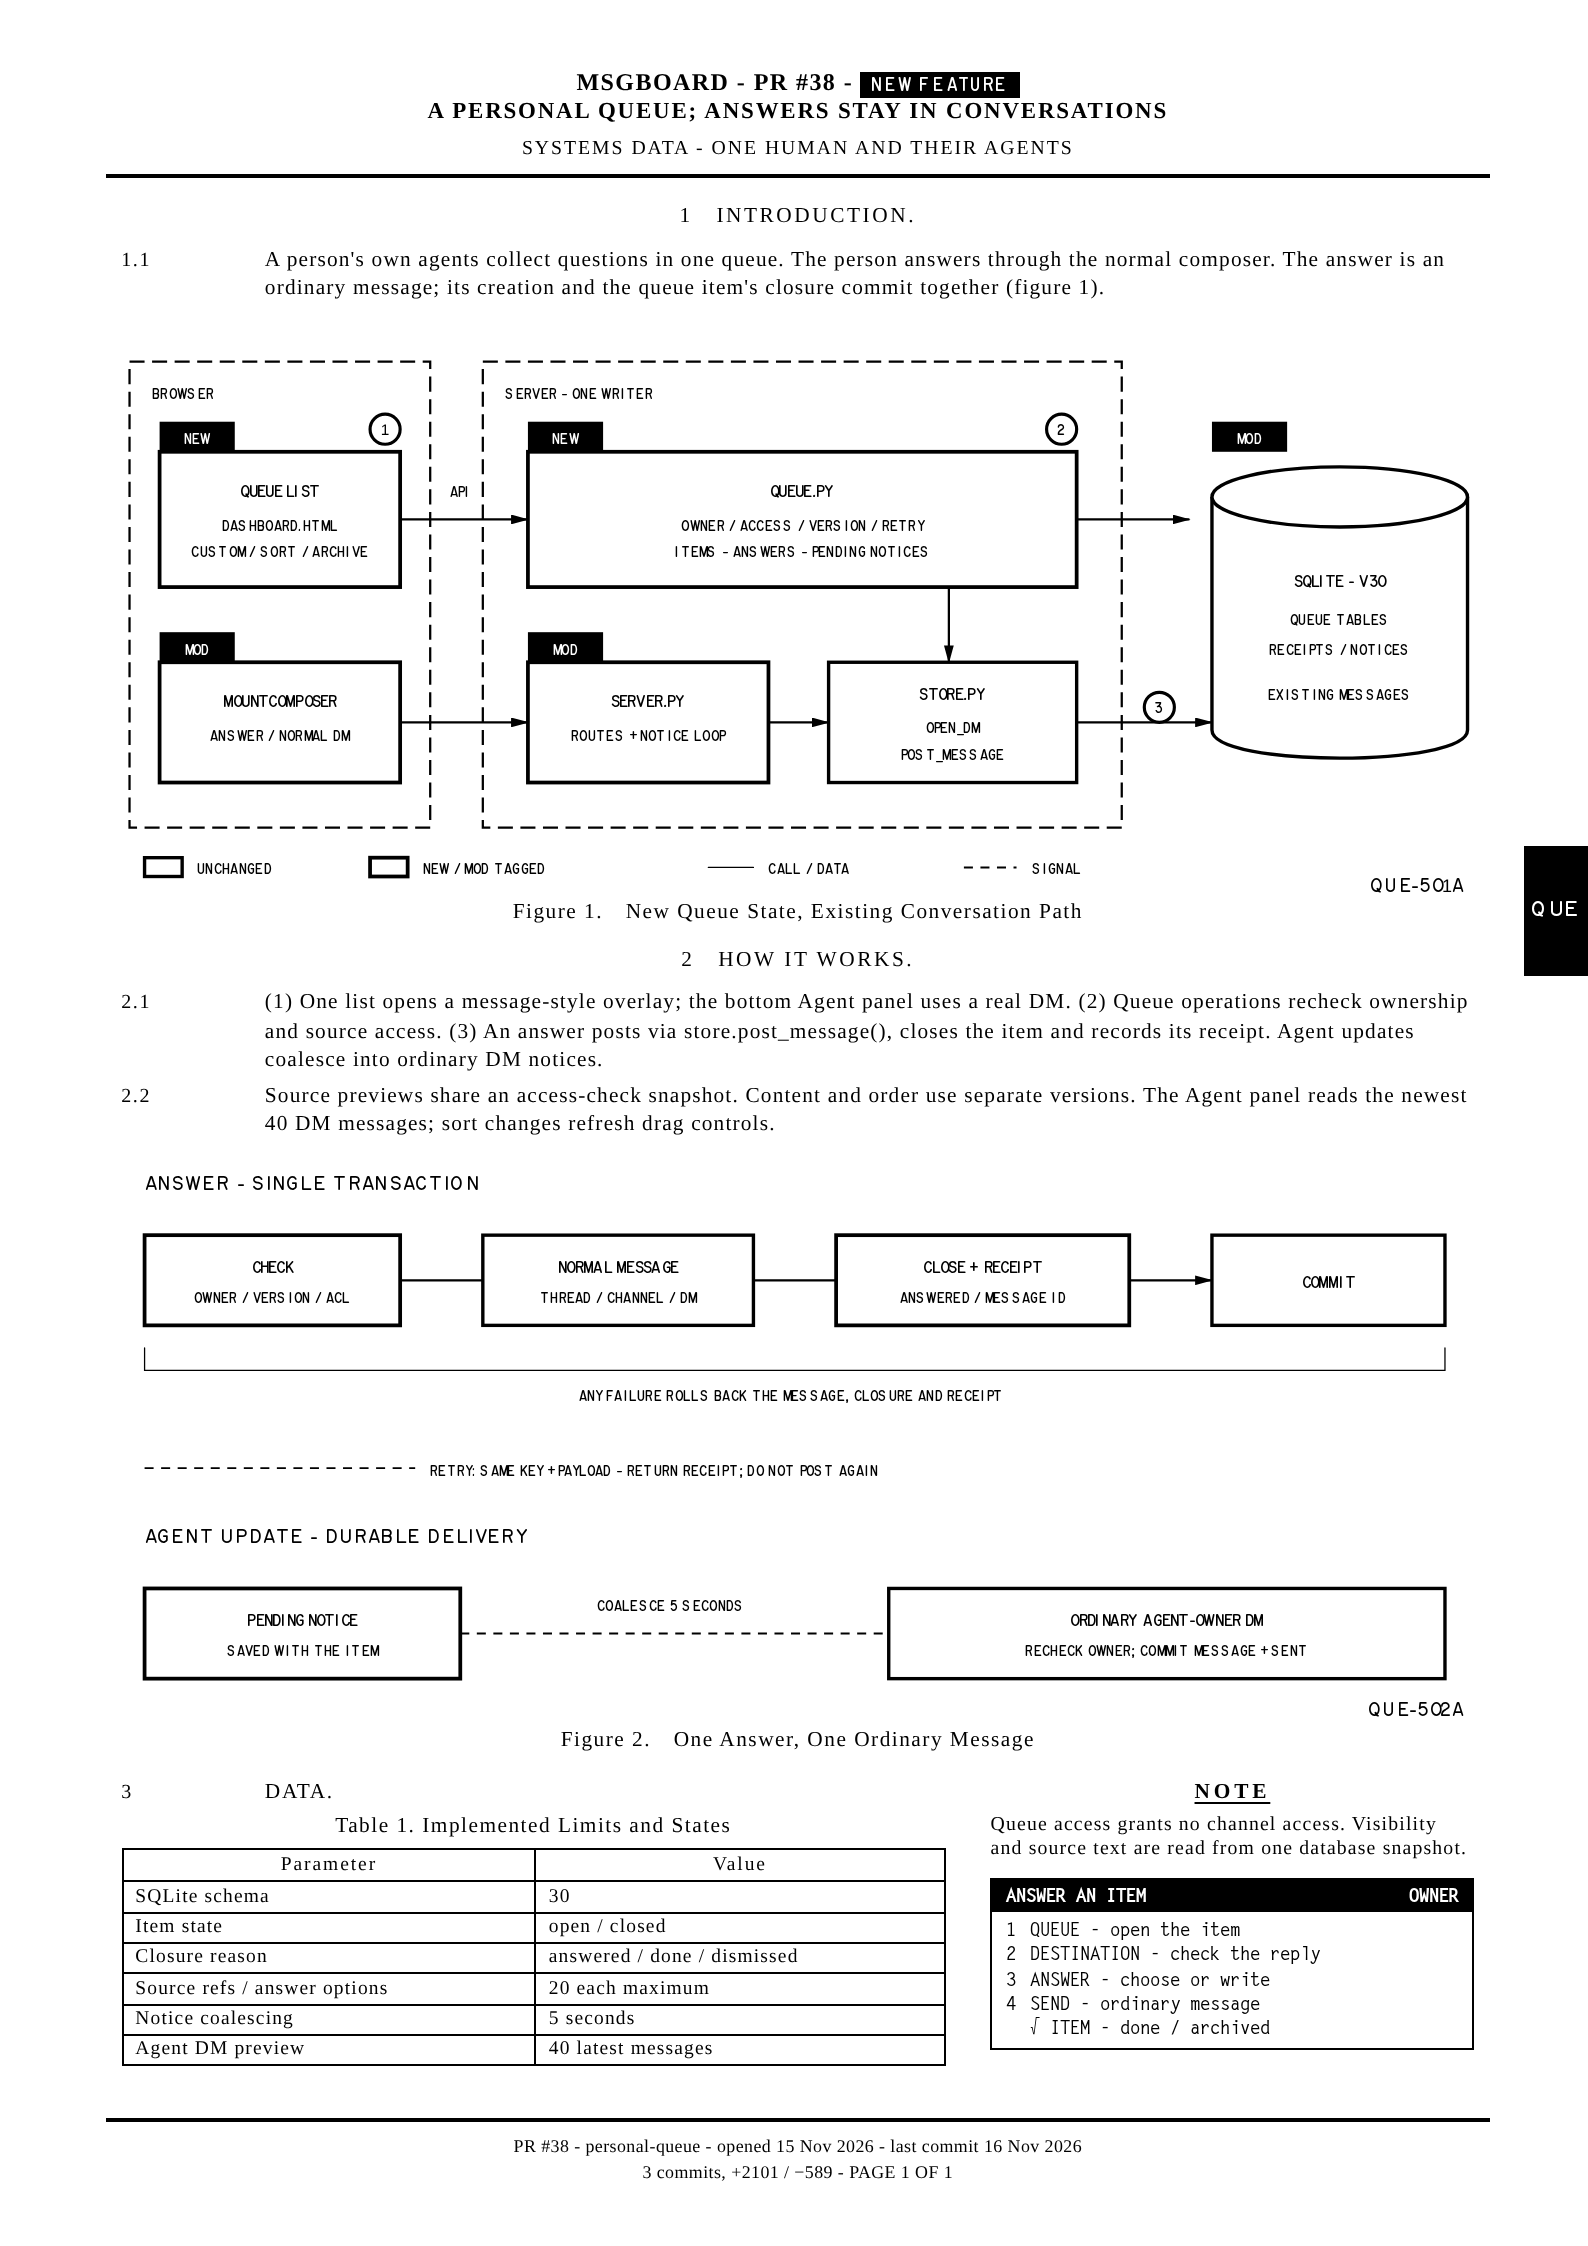 MSGBOARD - PR #38 - NEW FEATURE
A PERSONAL QUEUE; ANSWERS STAY IN CONVERSATIONS
SYSTEMS DATA - ONE HUMAN AND THEIR AGENTS
1 INTRODUCTION.
1.1 A person's own agents collect questions in one queue. The person answers through the normal composer. The answer is an
ordinary message; its creation and the queue item's closure commit together (figure 1).
BROWSER
SERVER - ONE WRITER
NEW
1
NEW
2
MOD
QUEUE LIST
DASHBOARD.HTML
CUSTOM / SORT / ARCHIVE
API
QUEUE.PY
OWNER / ACCESS / VERSION / RETRY
ITEMS - ANSWERS - PENDING NOTICES
SQLITE - V30
QUEUE TABLES
RECEIPTS / NOTICES
EXISTING MESSAGES
MOD
MOUNTCOMPOSER
ANSWER / NORMAL DM
MOD
SERVER.PY
ROUTES + NOTICE LOOP
STORE.PY
OPEN_DM
POST_MESSAGE
3
UNCHANGED
NEW / MOD TAGGED
CALL / DATA
SIGNAL
QUE-501A
QUE
Figure 1. New Queue State, Existing Conversation Path
2 HOW IT WORKS.
2.1 (1) One list opens a message-style overlay; the bottom Agent panel uses a real DM. (2) Queue operations recheck ownership
and source access. (3) An answer posts via store.post_message(), closes the item and records its receipt. Agent updates
coalesce into ordinary DM notices.
2.2 Source previews share an access-check snapshot. Content and order use separate versions. The Agent panel reads the newest
40 DM messages; sort changes refresh drag controls.
ANSWER - SINGLE TRANSACTION
CHECK
OWNER / VERSION / ACL
NORMAL MESSAGE
THREAD / CHANNEL / DM
CLOSE + RECEIPT
ANSWERED / MESSAGE ID
COMMIT
ANY FAILURE ROLLS BACK THE MESSAGE, CLOSURE AND RECEIPT
RETRY: SAME KEY + PAYLOAD - RETURN RECEIPT; DO NOT POST AGAIN
AGENT UPDATE - DURABLE DELIVERY
PENDING NOTICE
SAVED WITH THE ITEM
COALESCE 5 SECONDS
ORDINARY AGENT-OWNER DM
RECHECK OWNER; COMMIT MESSAGE + SENT
QUE-502A
Figure 2. One Answer, One Ordinary Message
3 DATA.
Table 1. Implemented Limits and States
Parameter Value
SQLite schema 30
Item state open / closed
Closure reason answered / done / dismissed
Source refs / answer options 20 each maximum
Notice coalescing 5 seconds
Agent DM preview 40 latest messages
NOTE
Queue access grants no channel access. Visibility
and source text are read from one database snapshot.
ANSWER AN ITEM OWNER
1 QUEUE - open the item
2 DESTINATION - check the reply
3 ANSWER - choose or write
4 SEND - ordinary message
√ ITEM - done / archived
PR #38 - personal-queue - opened 15 Nov 2026 - last commit 16 Nov 2026
3 commits, +2101 / −589 - PAGE 1 OF 1